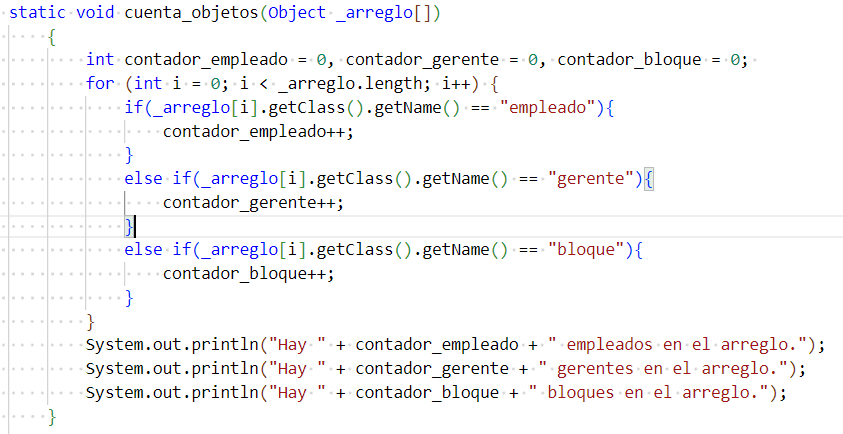 static void cuenta_objetos(Object _arreglo[])
{
int contador_empleado = 0, contador_gerente = 0, contador_bloque = 0;
for (int i = 0; i < _arreglo.length; i++) {
if(_arreglo[i].getClass().getName() == "empleado"){
contador_empleado++;
}
else if(_arreglo[i].getClass().getName() == "gerente"){
contador_gerente++;
}
else if(_arreglo[i].getClass().getName() == "bloque"){
contador_bloque++;
}
}
System.out.println("Hay " + contador_empleado + " empleados en el arreglo.");
System.out.println("Hay " + contador_gerente + " gerentes en el arreglo.");
System.out.println("Hay " + contador_bloque + " bloques en el arreglo.");
}